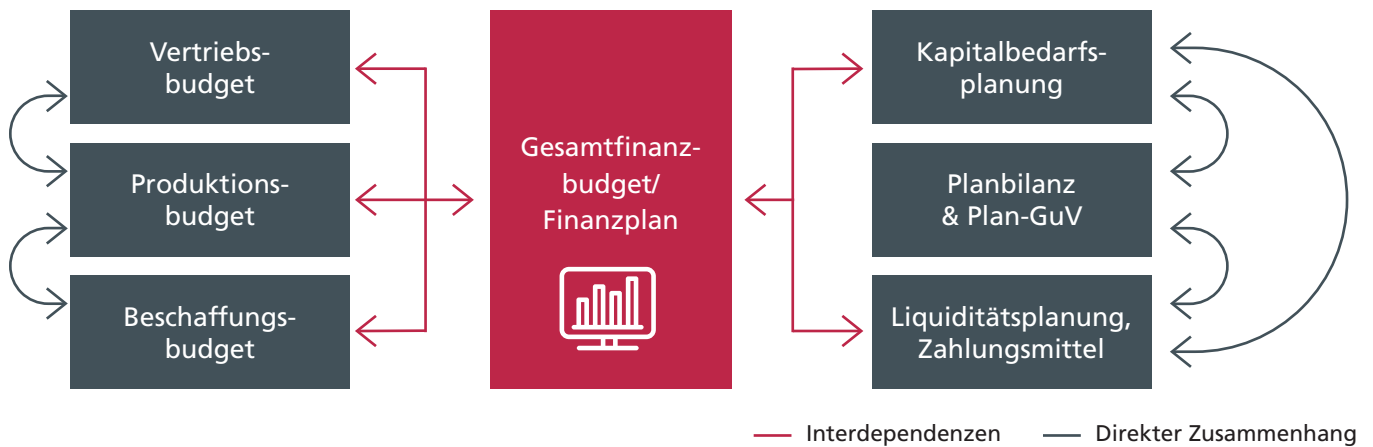 Vertriebs-
budget
Produktions-
budget
Beschaffungs-
budget
Gesamtfinanz-
budget/
Finanzplan
Kapitalbedarfs-
planung
Planbilanz
& Plan-GuV
Liquiditätsplanung,
Zahlungsmittel
Interdependenzen
Direkter Zusammenhang